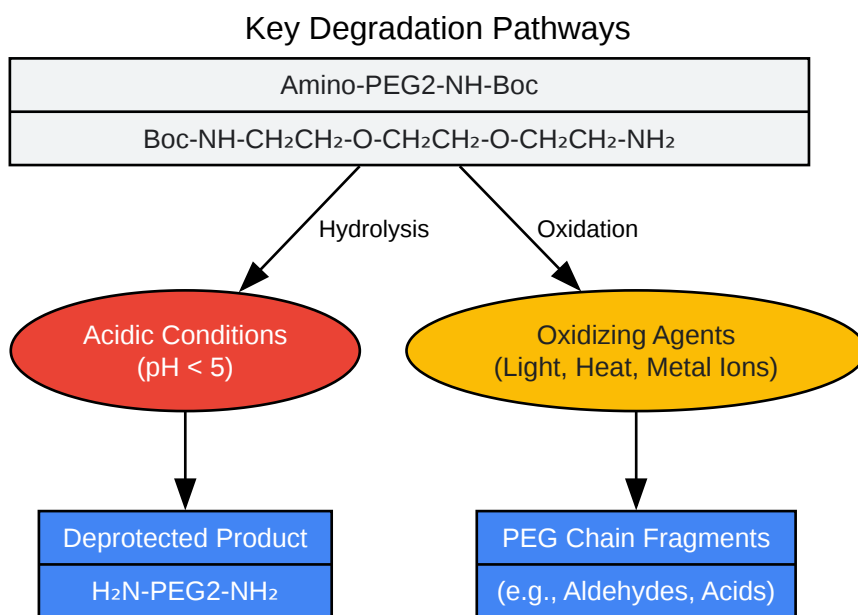 Key Degradation Pathways
Amino-PEG2-NH-Boc
Boc-NH-CH₂CH₂-O-CH₂CH₂-O-CH₂CH₂-NH₂
Hydrolysis
Oxidation
Acidic Conditions
(pH < 5)
Oxidizing Agents
(Light, Heat, Metal Ions)
Deprotected Product
H₂N-PEG2-NH₂
PEG Chain Fragments
(e.g., Aldehydes, Acids)